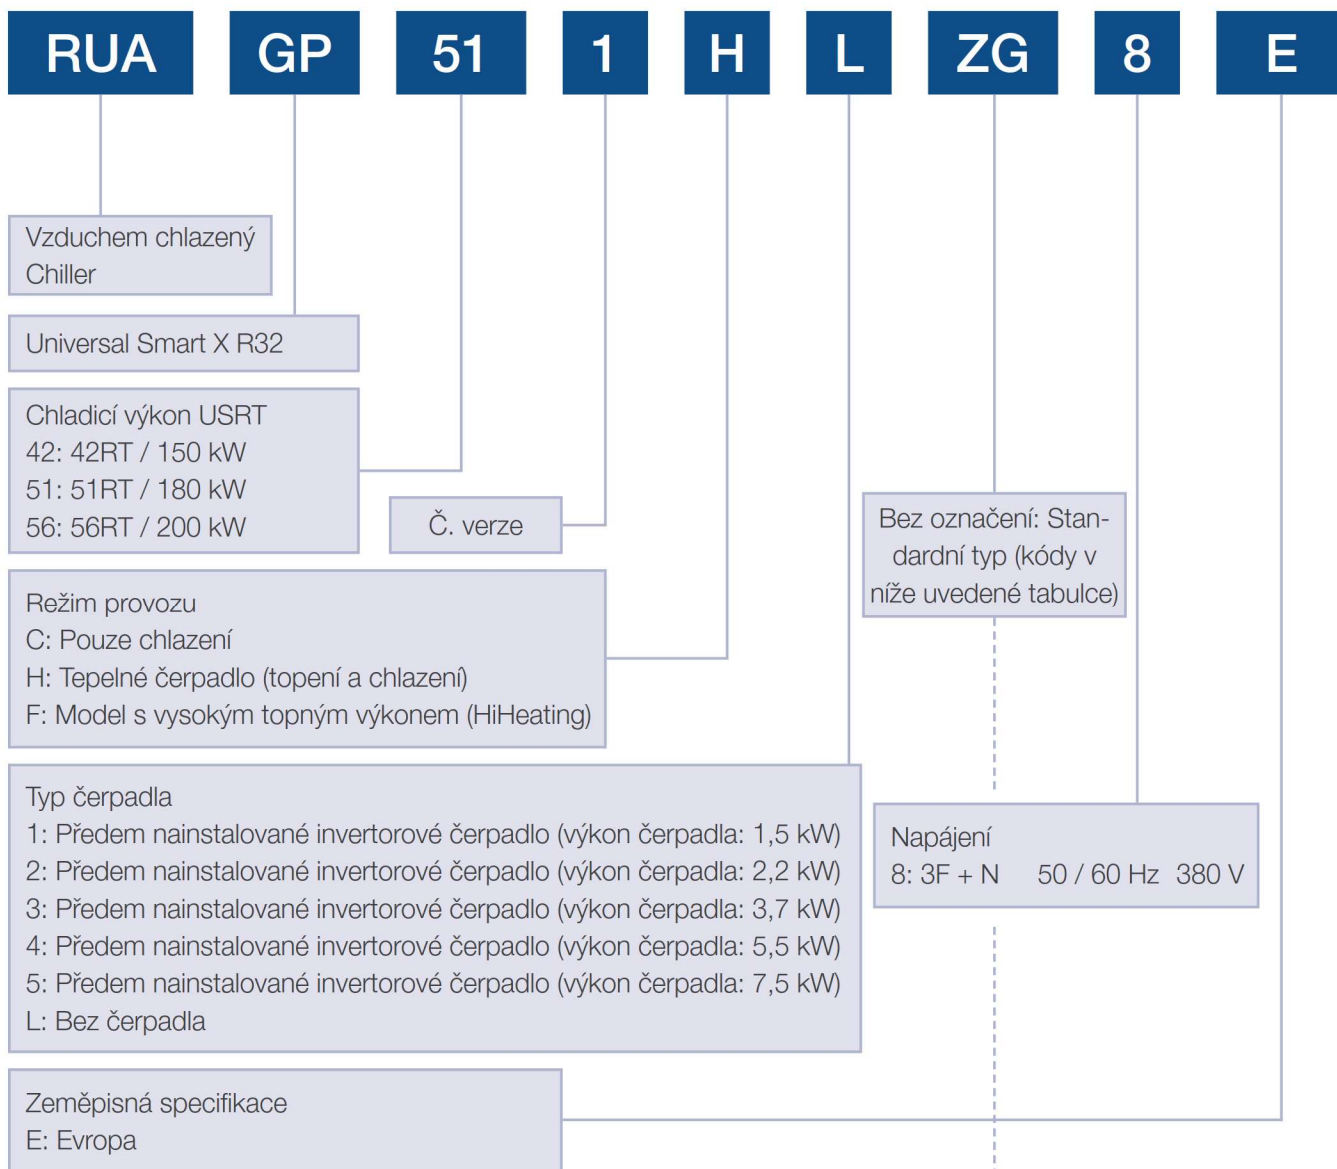 RUA GP 51 1 H L ZG 8 E
Vzduchem chlazený
Chiller
Universal Smart X R32
Chladicí výkon USRT
42: 42RT / 150 kW
51: 51RT / 180 kW
56: 56RT / 200 kW
Č. verze
Bez označení: Stan-
dardní typ (kódy v
níže uvedené tabulce)
Režim provozu
C: Pouze chlazení
H: Tepelné čerpadlo (topení a chlazení)
F: Model s vysokým topným výkonem (HiHeating)
Typ čerpadla
1: Předem nainstalované invertorové čerpadlo (výkon čerpadla: 1,5 kW)
2: Předem nainstalované invertorové čerpadlo (výkon čerpadla: 2,2 kW)
3: Předem nainstalované invertorové čerpadlo (výkon čerpadla: 3,7 kW)
4: Předem nainstalované invertorové čerpadlo (výkon čerpadla: 5,5 kW)
5: Předem nainstalované invertorové čerpadlo (výkon čerpadla: 7,5 kW)
L: Bez čerpadla
Napájení
8: 3F + N 50 / 60 Hz 380 V
Zeměpisná specifikace
E: Evropa